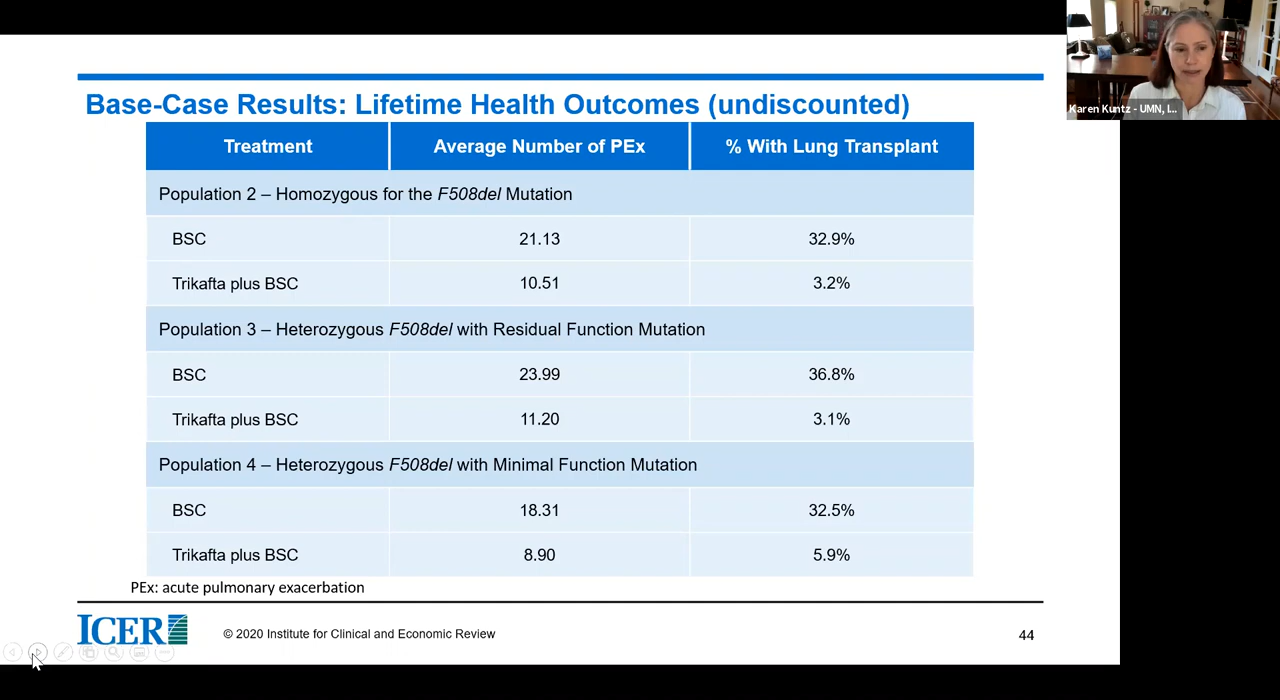 Base-Case Results: Lifetime Health Outcomes (undiscounted)
Treatment Average Number of PEx % With Lung Transplant
Population 2 – Homozygous for the F508del Mutation
BSC 21.13 32.9%
Trikafta plus BSC 10.51 3.2%
Population 3 – Heterozygous F508del with Residual Function Mutation
BSC 23.99 36.8%
Trikafta plus BSC 11.20 3.1%
Population 4 – Heterozygous F508del with Minimal Function Mutation
BSC 18.31 32.5%
Trikafta plus BSC 8.90 5.9%
PEx: acute pulmonary exacerbation
ICER © 2020 Institute for Clinical and Economic Review 44
Karen Kuntz - UMN, I...